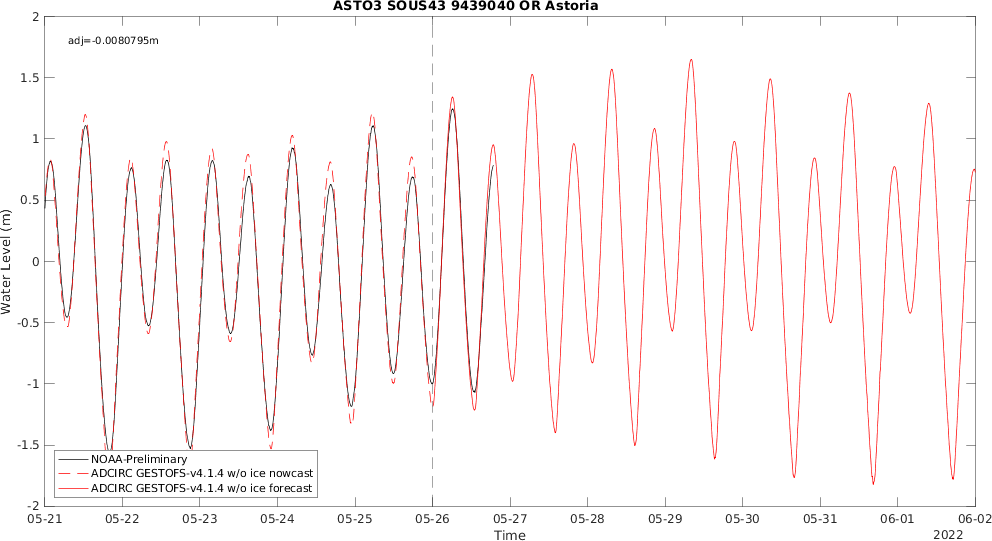 ASTO3 SOUS43 9439040 OR Astoria
adj=-0.0080795m
2
1.5
1
0.5
0
-0.5
-1
-1.5
-2
Water Level (m)
NOAA-Preliminary
ADCIRC GESTOFS-v4.1.4 w/o ice nowcast
ADCIRC GESTOFS-v4.1.4 w/o ice forecast
05-21 05-22 05-23 05-24 05-25 05-26 05-27 05-28 05-29 05-30 05-31 06-01 06-02
Time
2022